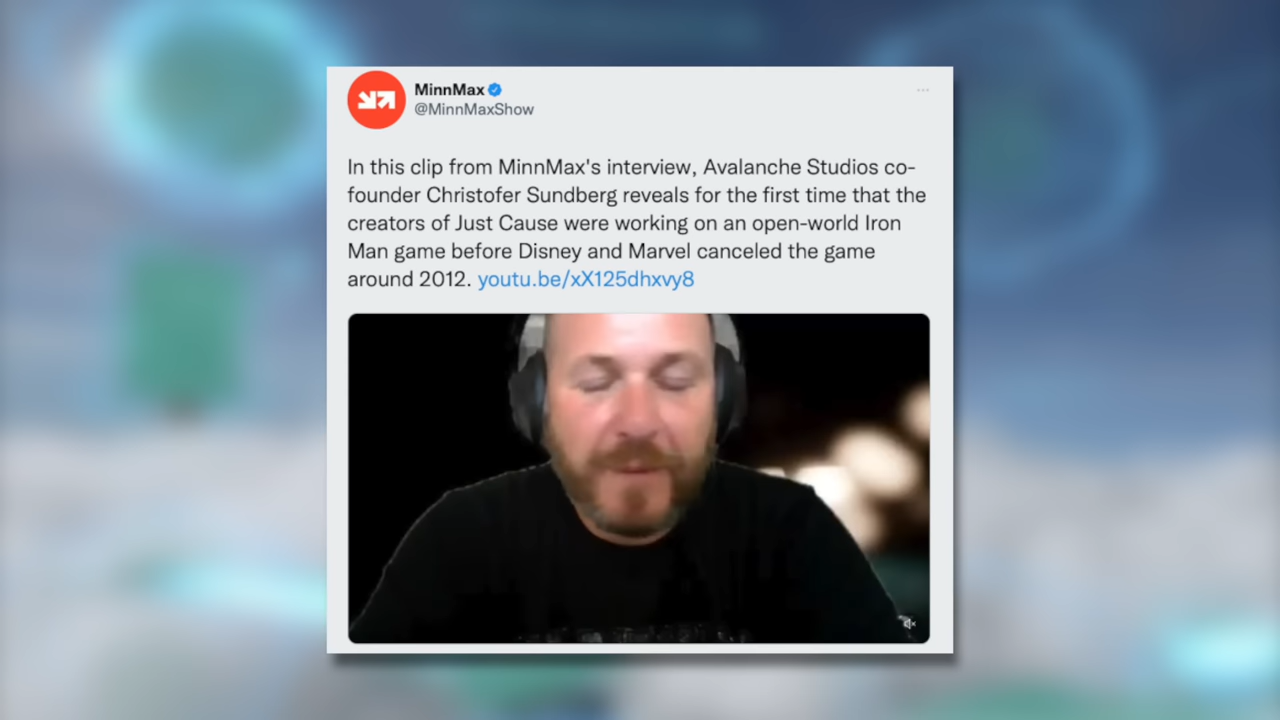 MinnMax
@MinnMaxShow
In this clip from MinnMax's interview, Avalanche Studios co-
founder Christofer Sundberg reveals for the first time that the
creators of Just Cause were working on an open-world Iron
Man game before Disney and Marvel canceled the game
around 2012. youtu.be/xX125dhxvy8